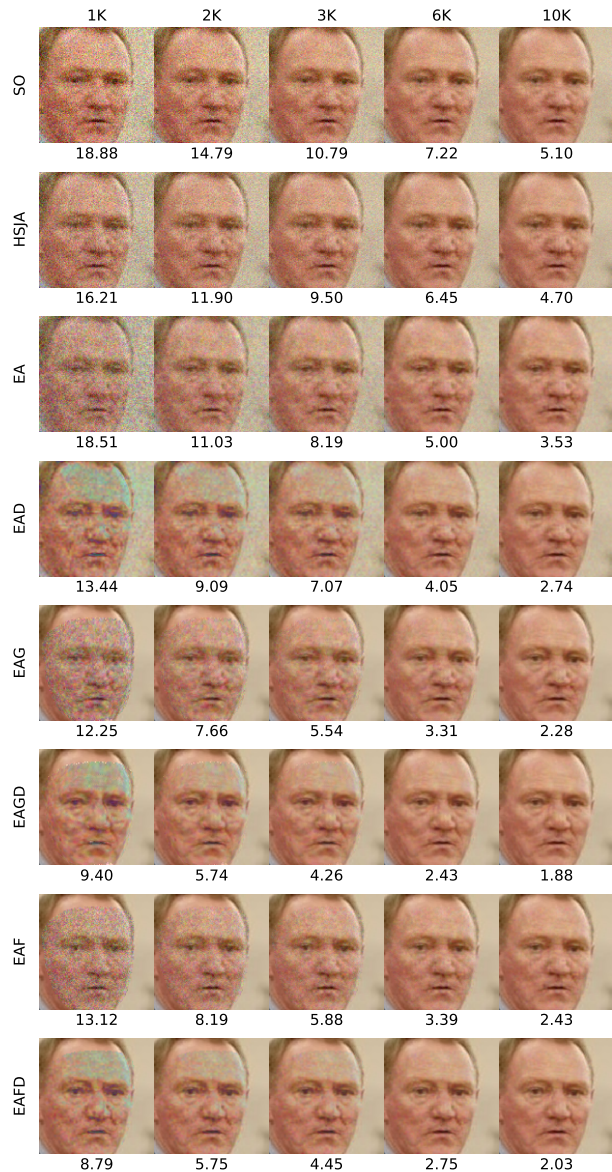 1K 2K 3K 6K 10K
SO
18.88 14.79 10.79 7.22 5.10
HSJA
16.21 11.90 9.50 6.45 4.70
EA
18.51 11.03 8.19 5.00 3.53
EAD
13.44 9.09 7.07 4.05 2.74
EAG
12.25 7.66 5.54 3.31 2.28
EAGD
9.40 5.74 4.26 2.43 1.88
EAF
13.12 8.19 5.88 3.39 2.43
EAFD
8.79 5.75 4.45 2.75 2.03